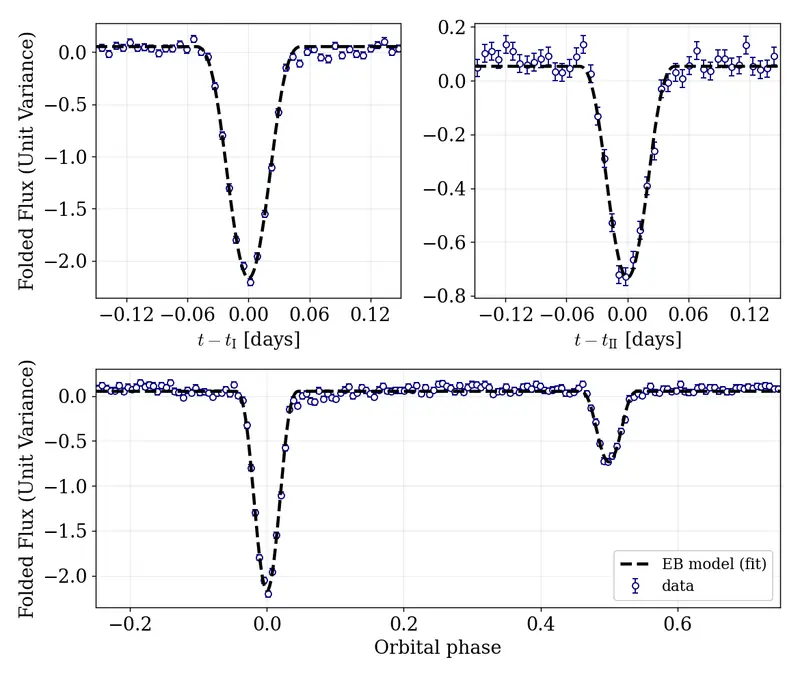 Folded Flux (Unit Variance)
0.0
−0.5
−1.0
−1.5
−2.0
−0.12 −0.06 0.00 0.06 0.12
t − tI [days]
0.2
0.0
−0.2
−0.4
−0.6
−0.8
−0.12 −0.06 0.00 0.06 0.12
t − tII [days]
Folded Flux (Unit Variance)
0.0
−0.5
−1.0
−1.5
−2.0
−0.2 0.0 0.2 0.4 0.6
Orbital phase
EB model (fit)
data